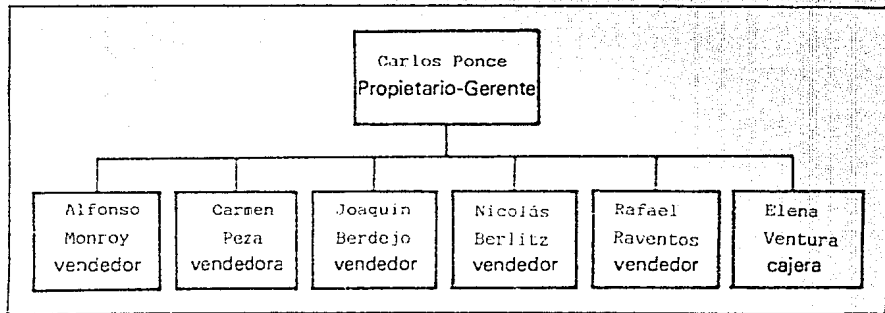 Carlos Ponce
Propietario-Gerente
Alfonso
Monroy
vendedor
Carmen
Peza
vendedora
Joaquin
Berdejo
vendedor
Nicolás
Berlitz
vendedor
Rafael
Raventos
vendedor
Elena
Ventura
cajera